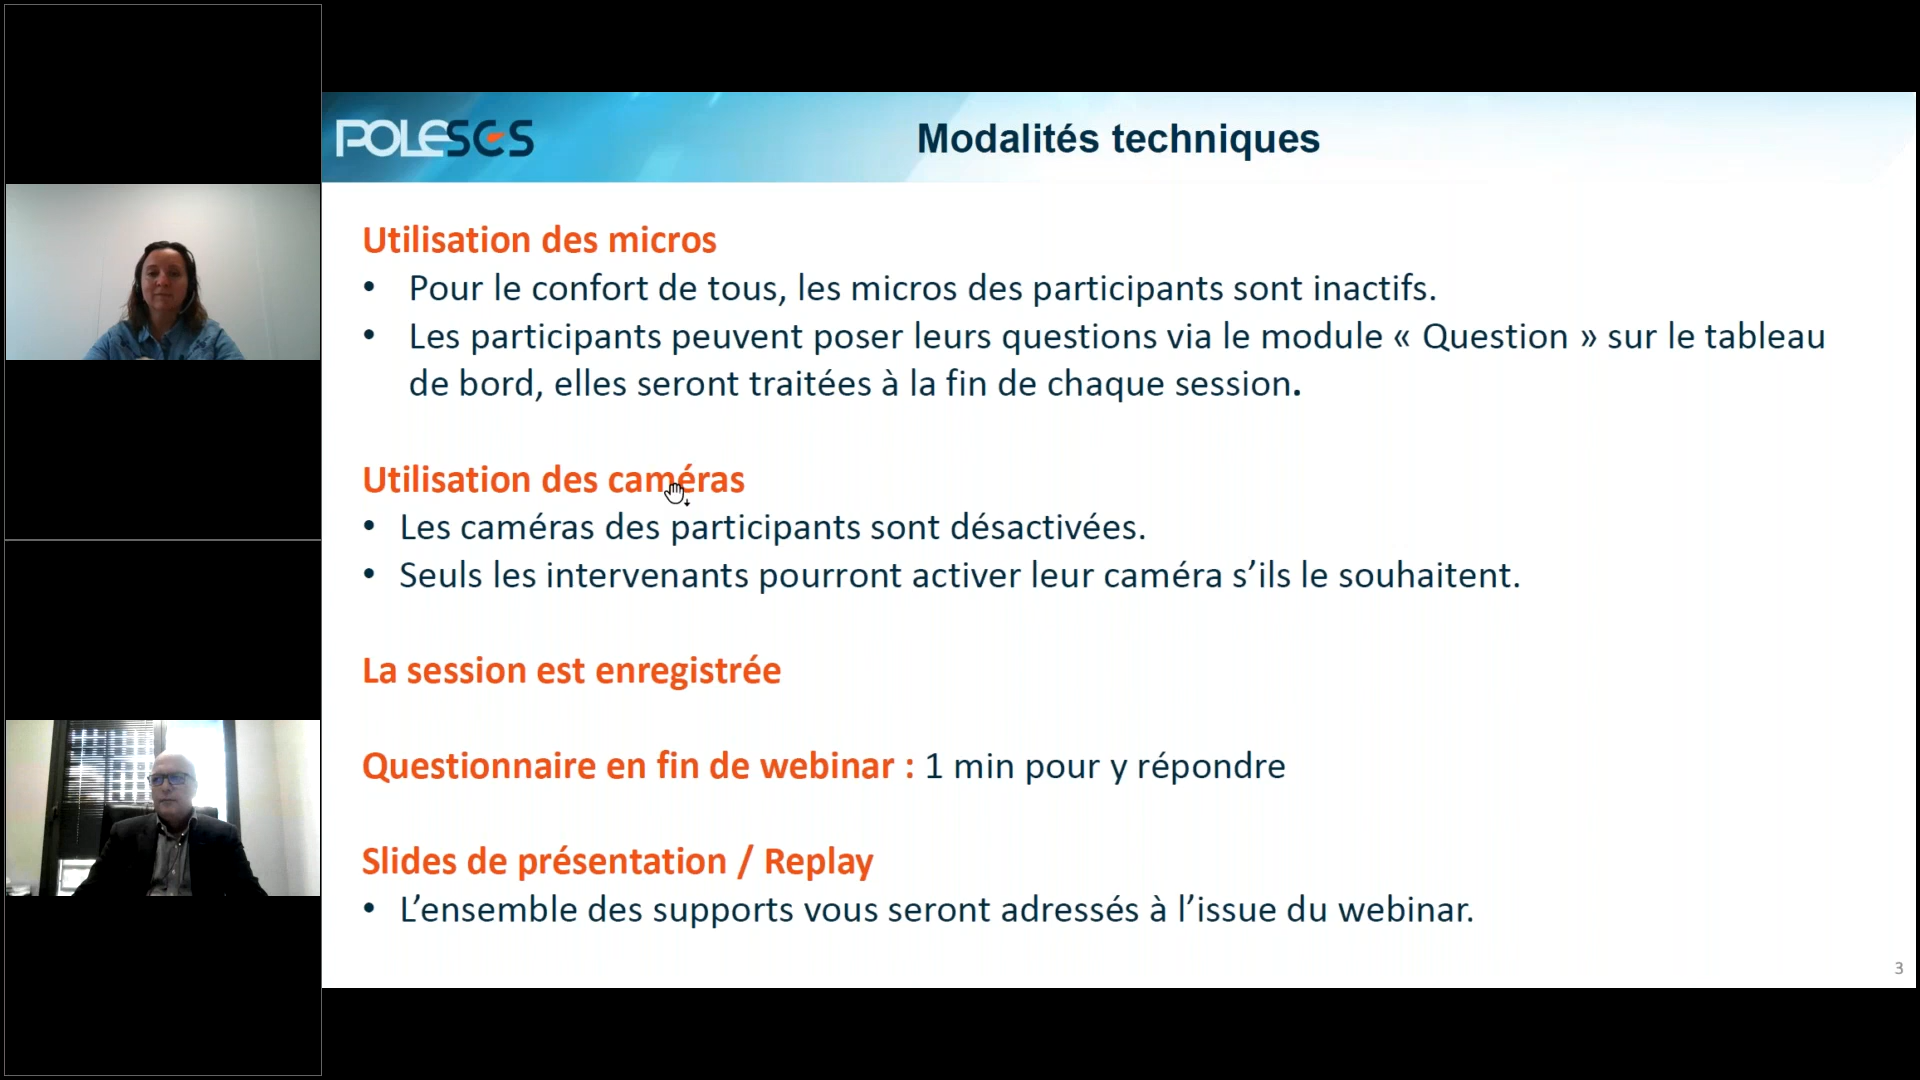 POLESCS
Modalités techniques
Utilisation des micros
• Pour le confort de tous, les micros des participants sont inactifs.
• Les participants peuvent poser leurs questions via le module « Question » sur le tableau
de bord, elles seront traitées à la fin de chaque session.
Utilisation des caméras
• Les caméras des participants sont désactivées.
• Seuls les intervenants pourront activer leur caméra s’ils le souhaitent.
La session est enregistrée
Questionnaire en fin de webinar : 1 min pour y répondre
Slides de présentation / Replay
• L’ensemble des supports vous seront adressés à l’issue du webinar.
3